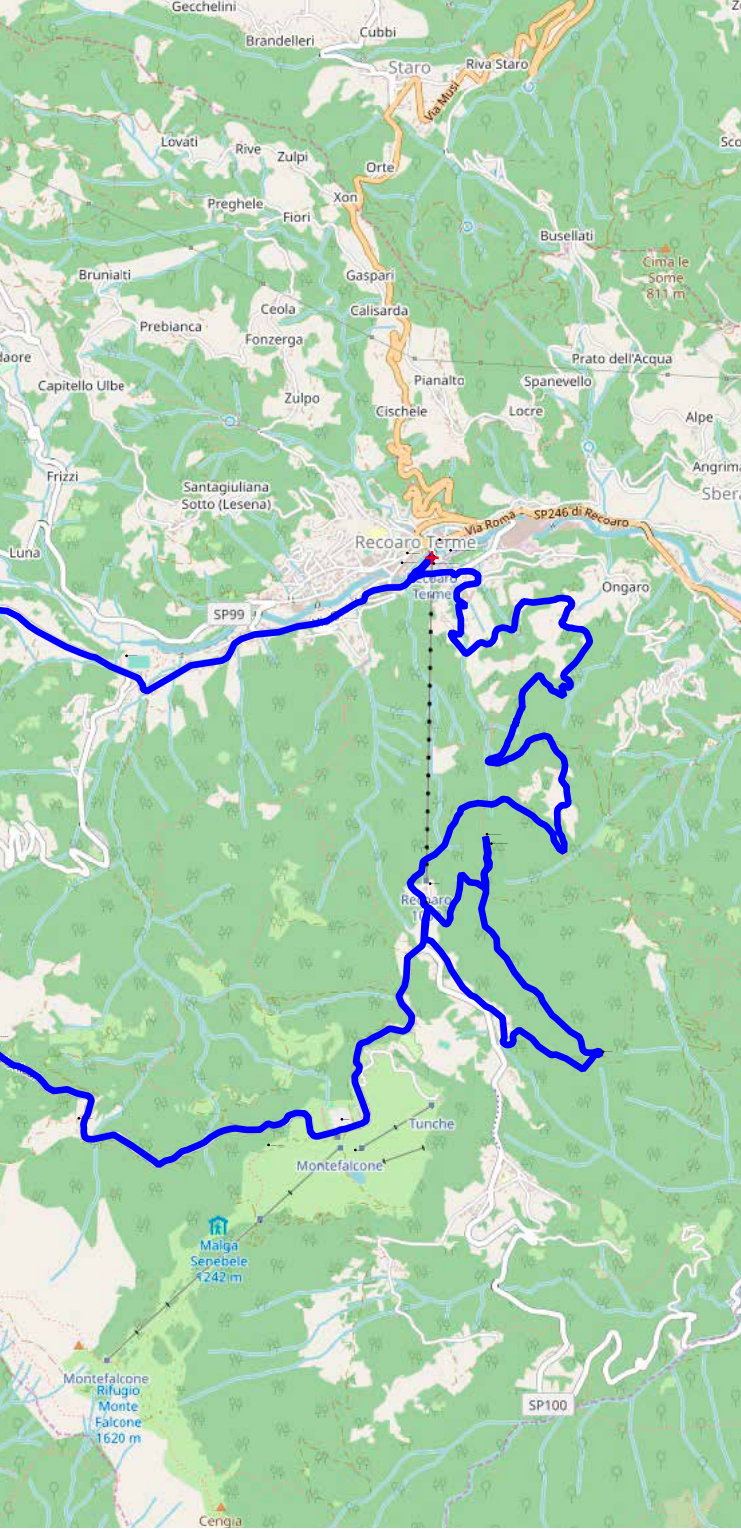 Gecchelini
Cubbi
Brandelleri
Staro
Riva Staro
Via Musi
Lovati
Rive
Zulpi
Orte
Sco
Xon
Preghele
Fiori
Busellati
Cima le
Some
811 m
Brunialti
Gaspari
Ceola
Calisarda
Prebianca
Fonzerga
daore
Prato dell'Acqua
Capitello Ulbe
Pianalto
Spanevello
Zulpo
Cischele
Locre
Alpe
Frizzi
Angrima
Santagiuliana
Sotto (Lesena)
Sbera
Via Roma
SP246 di Recoaro
Recoaro Terme
Luna
Recoaro
Terme
Ongaro
SP99
Recoaro
Tunche
Montefalcone
Malga
Senebele
1242 m
Montefalcone
Rifugio
Monte
Falcone
1620 m
SP100
Cengia